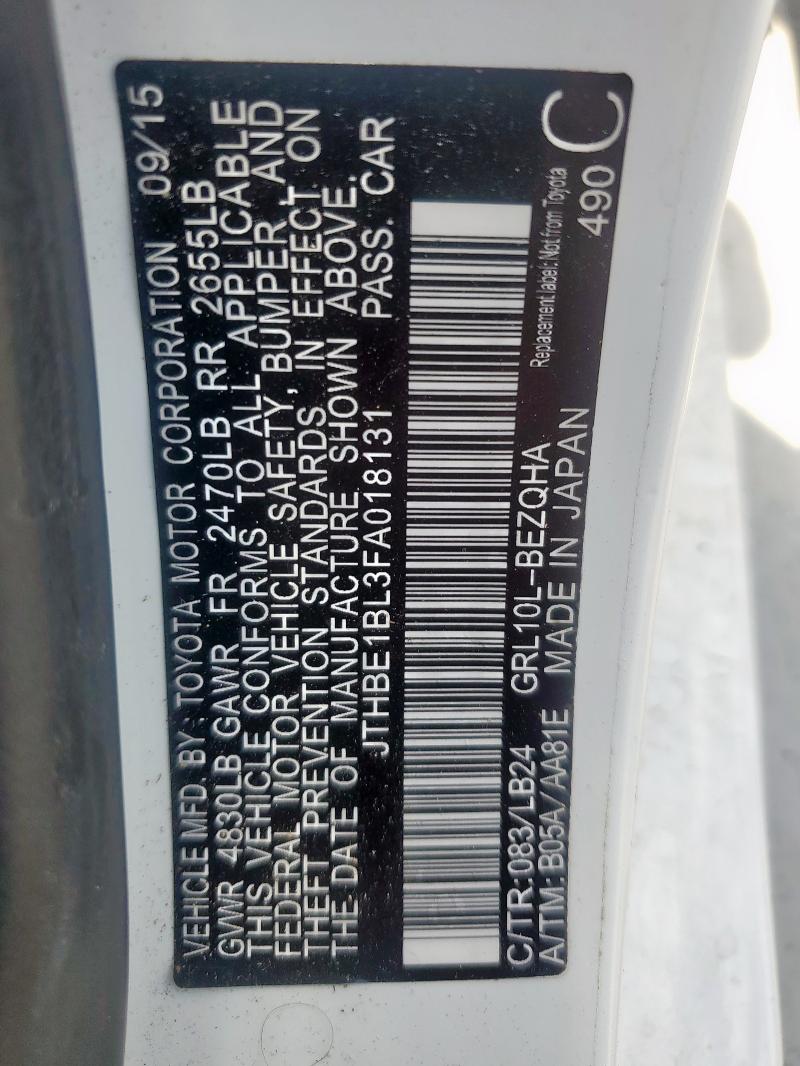 VEHICLE MFD. BY: TOYOTA MOTOR CORPORATION 09/15
GVWR 4830LB GAWR FR 2470LB RR 2655LB
THIS VEHICLE CONFORMS TO ALL APPLICABLE
FEDERAL MOTOR VEHICLE SAFETY, BUMPER AND
THEFT PREVENTION STANDARDS IN EFFECT ON
THE DATE OF MANUFACTURE SHOWN ABOVE.
JTHBE1BL3FA018131 PASS. CAR
Replacement label: Not from Toyota
C/TR: 083/LB24 GRL10L-BEZQHA
A/TM: B05A/AA81E MADE IN JAPAN 490 C